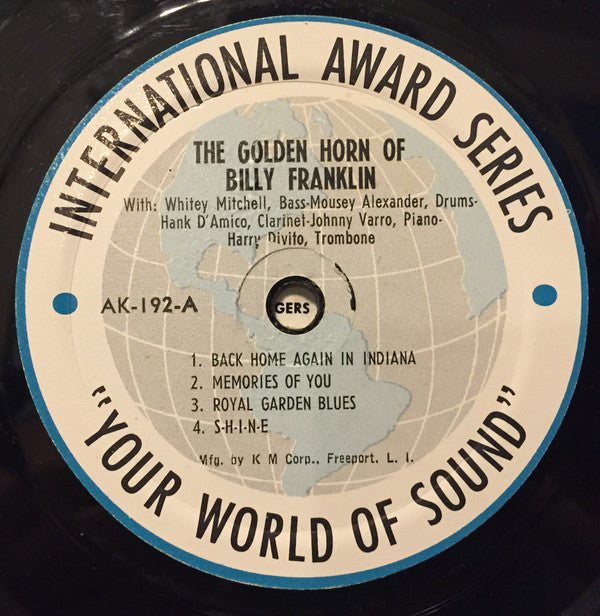 INTERNATIONAL AWARD SERIES
THE GOLDEN HORN OF
BILLY FRANKLIN
With: Whitey Mitchell, Bass-Mousey Alexander, Drums-
Hank D'Amico, Clarinet-Johnny Varro, Piano-
Harry Divito, Trombone
AK-192-A
GERS
1. BACK HOME AGAIN IN INDIANA
2. MEMORIES OF YOU
3. ROYAL GARDEN BLUES
4. S-H-I-N-E
Mfg. by K M Corp., Freeport, L. I.
"YOUR WORLD OF SOUND"